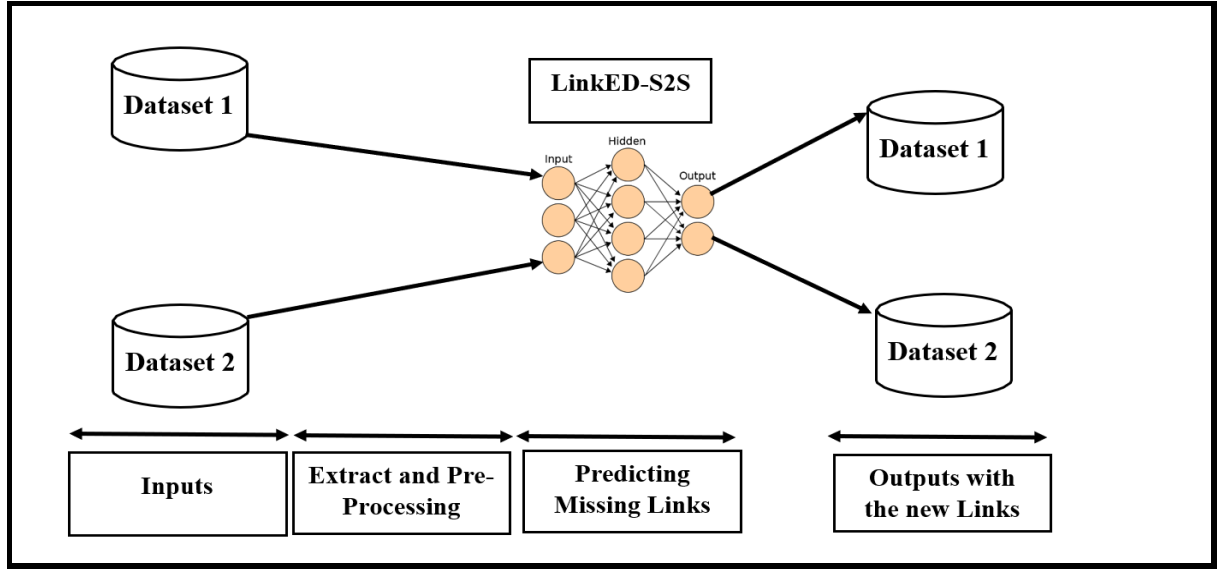 LinkED-S2S
Dataset 1
Dataset 1
Hidden
Input
Output
Dataset 2
Dataset 2
Inputs
Extract and Pre-
Processing
Predicting
Missing Links
Outputs with
the new Links